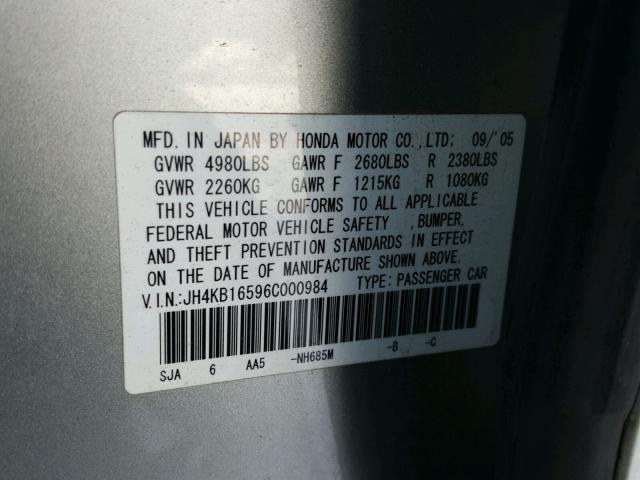 MFD. IN JAPAN BY HONDA MOTOR CO.,LTD; 09/'05
GVWR 4980LBS GAWR F 2680LBS R 2380LBS
GVWR 2260KG GAWR F 1215KG R 1080KG
THIS VEHICLE CONFORMS TO ALL APPLICABLE
FEDERAL MOTOR VEHICLE SAFETY , BUMPER,
AND THEFT PREVENTION STANDARDS IN EFFECT
ON THE DATE OF MANUFACTURE SHOWN ABOVE.
V.I.N.:JH4KB16596C000984 TYPE: PASSENGER CAR
SJA 6 AA5 -NH685M -B -C